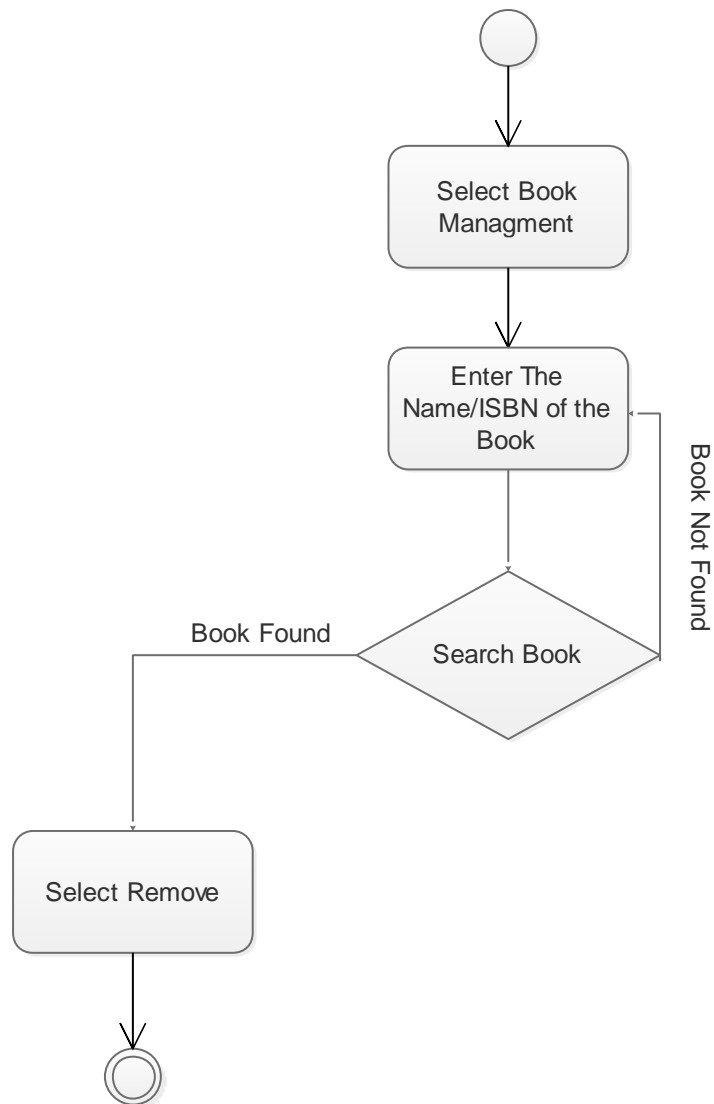 Select Book
Managment
Enter The
Name/ISBN of the
Book
Book Not Found
Book Found
Search Book
Select Remove